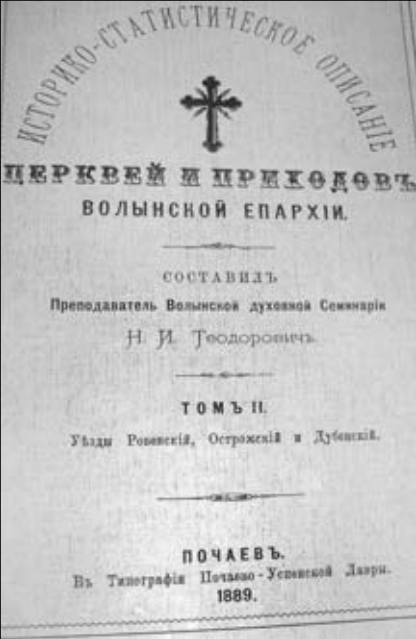 ИСТОРИКО-СТАТИСТИЧЕСКОЕ ОПИСАНІЕ
ЦЕРКВЕЙ И ПРИХОДОВЪ
ВОЛЫНСКОЙ ЕПАРХІИ.
СОСТАВИЛЪ
Преподаватель Волынской духовной Семинаріи
Н. И. Теодоровичъ.
ТОМЪ II.
Уѣзды Ровенскій, Острожскій и Дубенскій.
ПОЧАЕВЪ.
Въ Типографіи Почаево-Успенской Лавры.
1889.